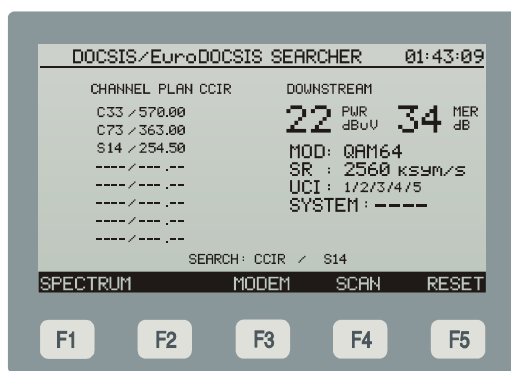 DOCSIS/EuroDOCSIS SEARCHER 01:43:09
CHANNEL PLAN CCIR
C33 / 570.00
C73 / 363.00
S14 / 254.50
----/--- .--
----/--- .--
----/--- .--
----/--- .--
----/--- .--
DOWNSTREAM
22 PWR dBuV 34 MER dB
MOD: QAM64
SR : 2560 ksym/s
UCI : 1/2/3/4/5
SYSTEM : ----
SEARCH: CCIR / S14
SPECTRUM MODEM SCAN RESET
F1 F2 F3 F4 F5